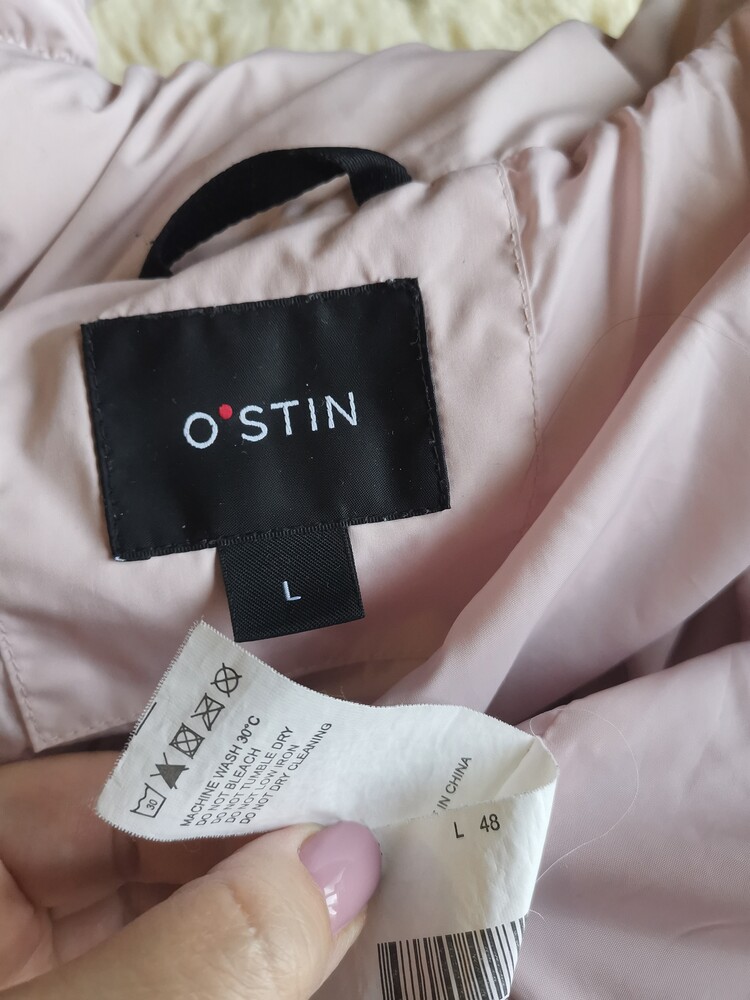 O'STIN
L
30
MACHINE WASH 30°C
DO NOT BLEACH
DO NOT TUMBLE DRY
DO NOT LOW IRON
DO NOT DRY CLEANING
IN CHINA
L 48